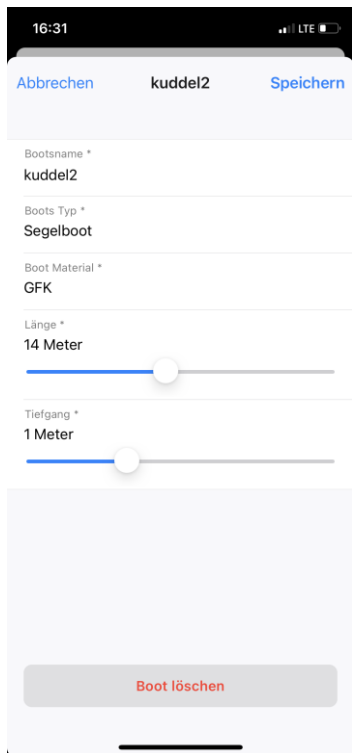 16:31
LTE
Abbrechen kuddel2 Speichern
Bootsname *
kuddel2
Boots Typ *
Segelboot
Boot Material *
GFK
Länge *
14 Meter
Tiefgang *
1 Meter
Boot löschen